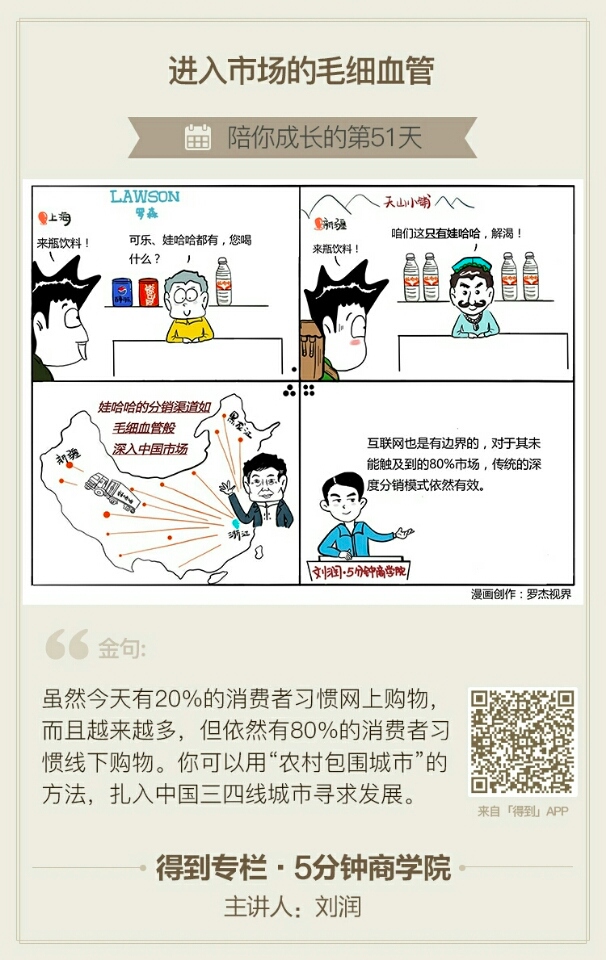 进入市场的毛细血管
陪你成长的第51天
LAWSON
罗森
上海
来瓶饮料！
可乐、娃哈哈都有，您喝
什么？
天山小铺
新疆
来瓶饮料！
咱们这只有娃哈哈，解渴！
娃哈哈的分销渠道如
毛细血管般
深入中国市场
黑龙江
新疆
浙江
互联网也是有边界的，对于其未
能触及到的80%市场，传统的深
度分销模式依然有效。
刘润·5分钟商学院
漫画创作：罗杰视界
金句：
虽然今天有20%的消费者习惯网上购物，
而且越来越多，但依然有80%的消费者习
惯线下购物。你可以用“农村包围城市”的
方法，扎入中国三四线城市寻求发展。
来自「得到」APP
得到专栏·5分钟商学院
主讲人：刘润